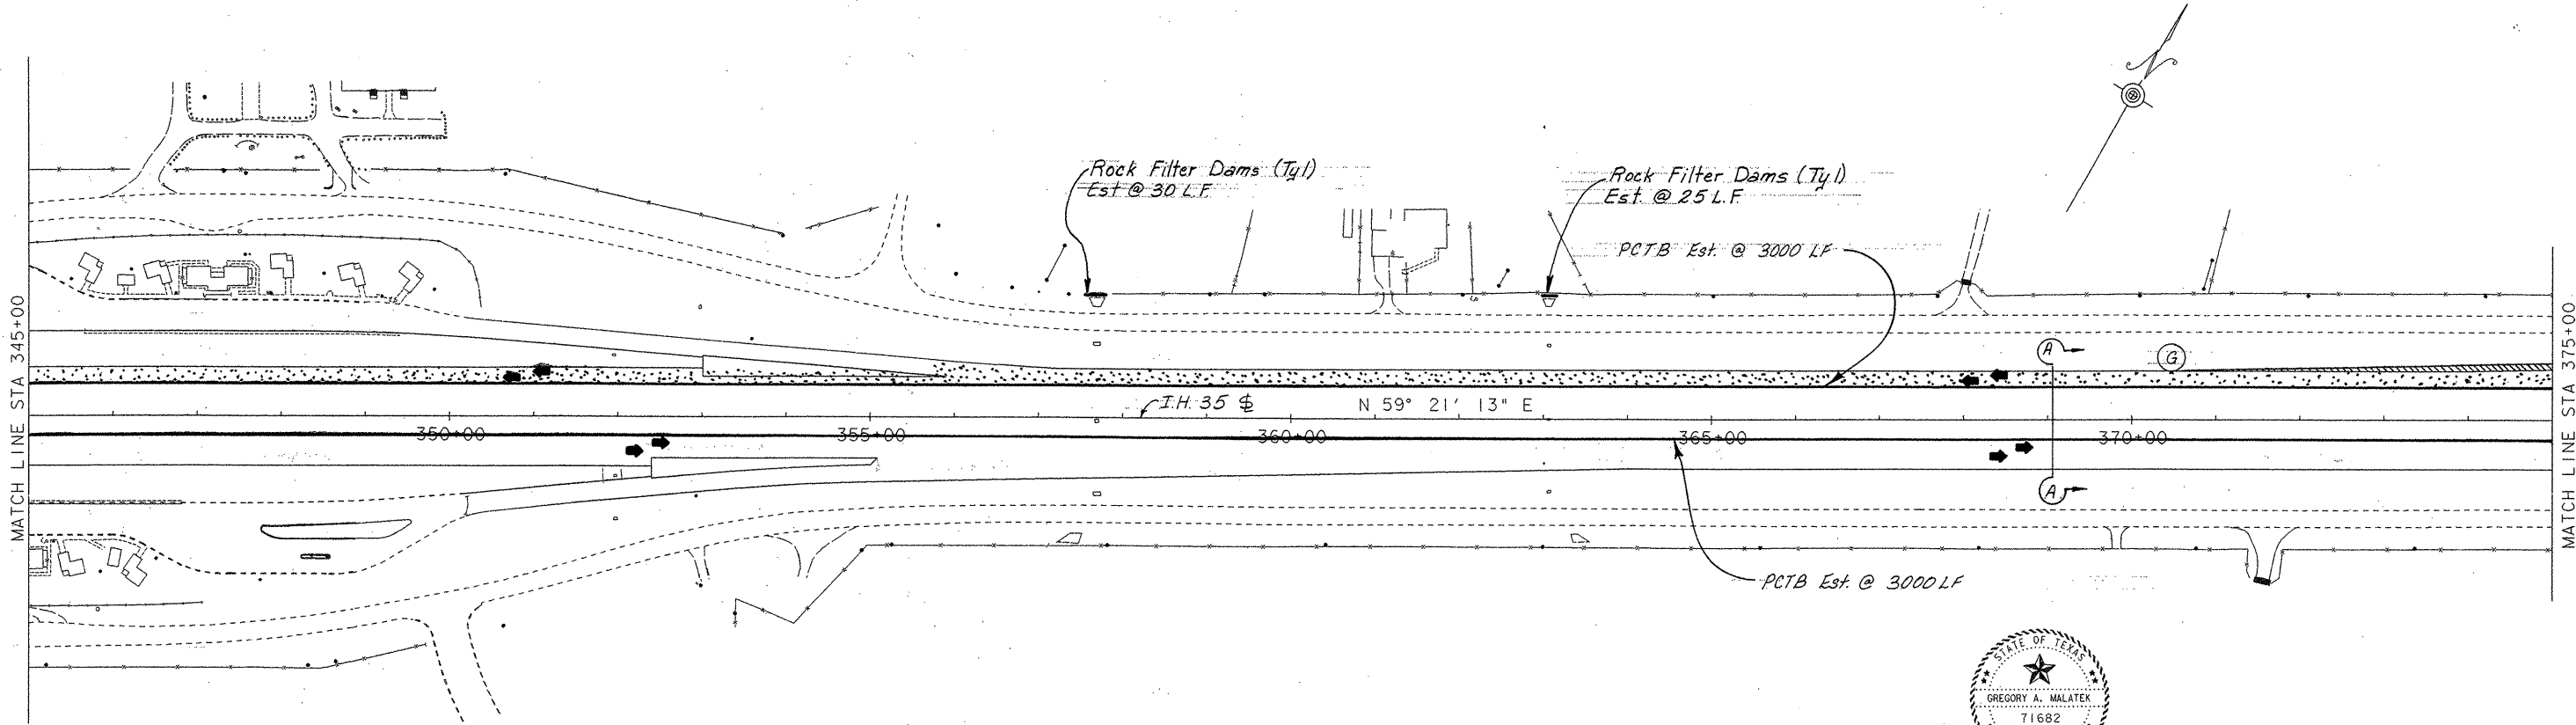 Rock Filter Dams (Ty1)
Est @ 30 L.F.
Rock Filter Dams (Ty1)
Est. @ 25 L.F.
PCTB Est. @ 3000 LF
MATCH LINE STA 345+00
MATCH LINE STA 375+00
A
G
I.H. 35 ℄
N 59° 21' 13" E
350+00
355+00
360+00
365+00
370+00
A
PCTB Est. @ 3000 LF
STATE OF TEXAS
GREGORY A. MALATEK
71682